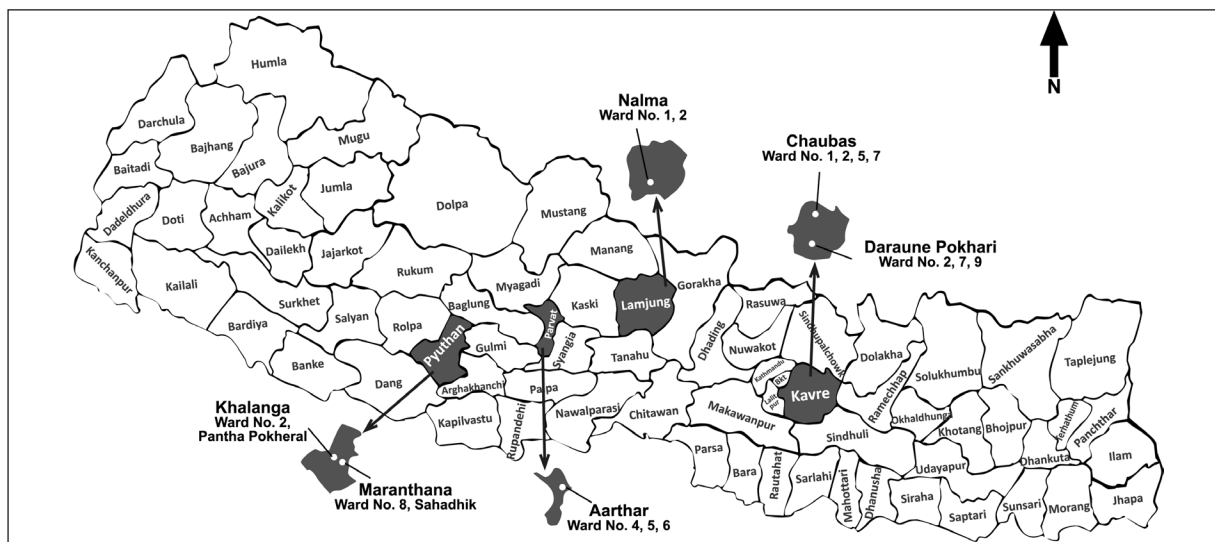 N
Humla
Darchula
Bajhang
Mugu
Baitadi
Bajura
Jumla
Kalikot
Dadeldhura
Doti
Achham
Dolpa
Mustang
Dailekh
Jajarkot
Manang
Kanchanpur
Kailali
Rukum
Myagadi
Gorakha
Surkhet
Baglung
Kaski
Lamjung
Rasuwa
Bardiya
Salyan
Rolpa
Parvat
Sindhupalchowk
Pyuthan
Gulmi
Syangja
Tanahu
Dhading
Nuwakot
Dolakha
Banke
Dang
Arghakhanchi
Palpa
Kathmandu
Bkt
Lalit
pur
Kavre
Ramechhap
Solukhumbu
Sankhuwasabha
Taplejung
Kapilvastu
Rupandehi
Nawalparasi
Chitawan
Makawanpur
Sindhuli
Okhaldhunga
Khotang
Bhojpur
Terhathum
Panchthar
Parsa
Bara
Rautahat
Sarlahi
Mahottari
Dhanusha
Udayapur
Dhankuta
Ilam
Siraha
Saptari
Sunsari
Morang
Jhapa
Nalma
Ward No. 1, 2
Chaubas
Ward No. 1, 2, 5, 7
Daraune Pokhari
Ward No. 2, 7, 9
Khalanga
Ward No. 2,
Pantha Pokheral
Maranthana
Ward No. 8, Sahadhik
Aarthar
Ward No. 4, 5, 6